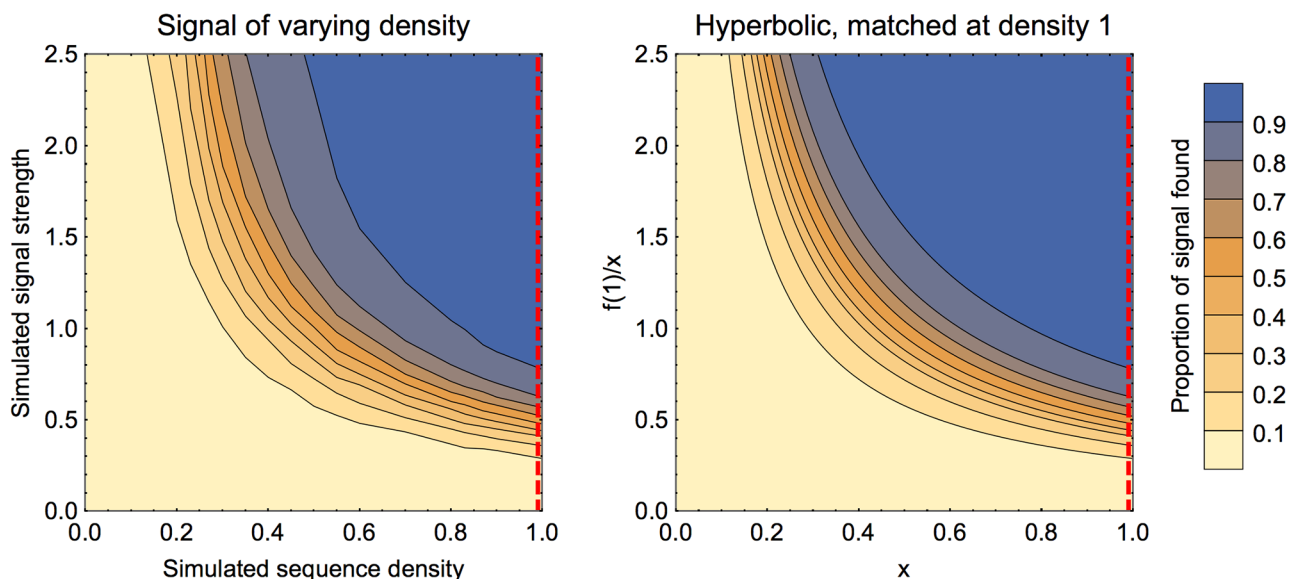 Signal of varying density
Hyperbolic, matched at density 1
Simulated signal strength
2.5
2.0
1.5
1.0
0.5
0.0
0.0 0.2 0.4 0.6 0.8 1.0
Simulated sequence density
f(1)/x
2.5
2.0
1.5
1.0
0.5
0.0
0.0 0.2 0.4 0.6 0.8 1.0
x
Proportion of signal found
0.9
0.8
0.7
0.6
0.5
0.4
0.3
0.2
0.1